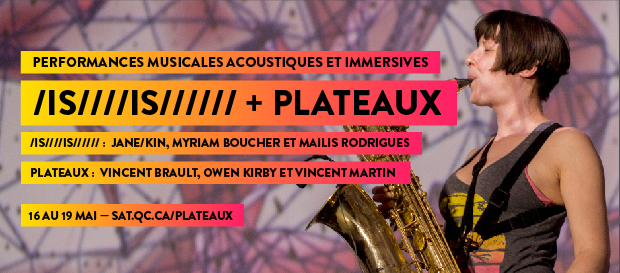 PERFORMANCES MUSICALES ACOUSTIQUES ET IMMERSIVES
/IS////IS////// + PLATEAUX
/IS////IS///// : JANE/KIN, MYRIAM BOUCHER ET MAILIS RODRIGUES
PLATEAUX : VINCENT BRAULT, OWEN KIRBY ET VINCENT MARTIN
16 AU 19 MAI — SAT.QC.CA/PLATEAUX